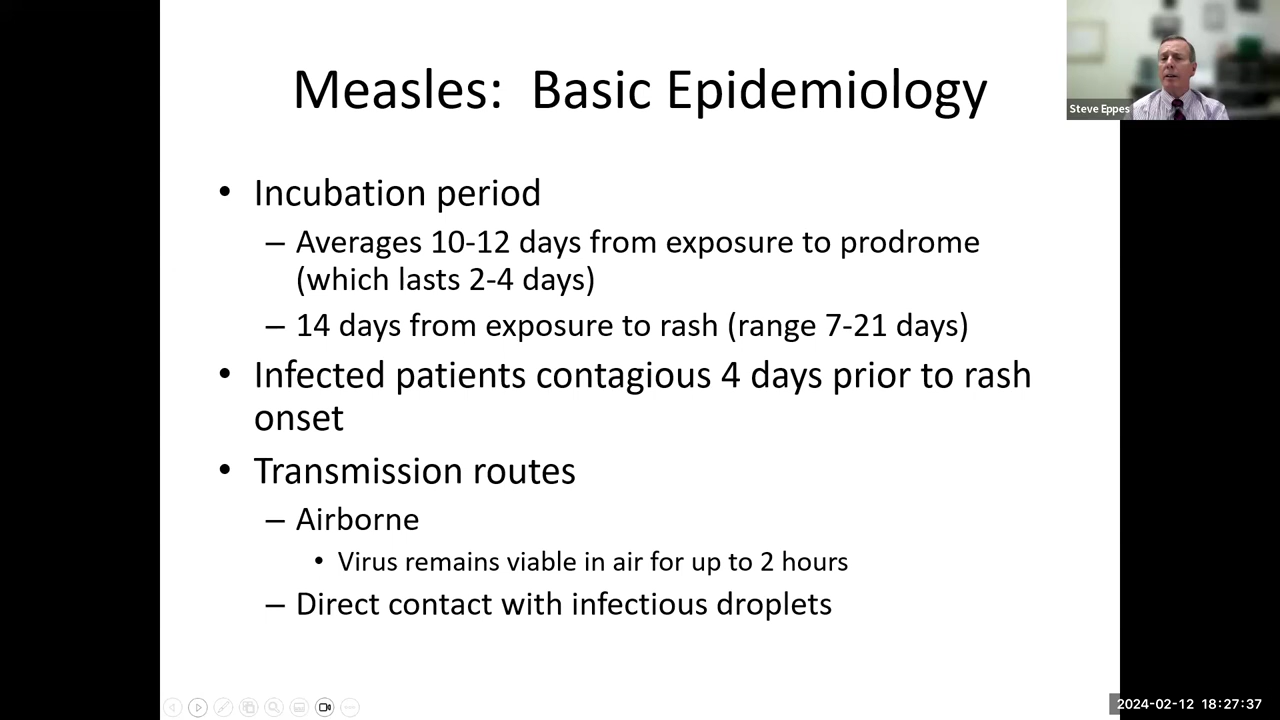 Measles:  Basic Epidemiology
Steve Eppes
• Incubation period
– Averages 10-12 days from exposure to prodrome
(which lasts 2-4 days)
– 14 days from exposure to rash (range 7-21 days)
• Infected patients contagious 4 days prior to rash
onset
• Transmission routes
– Airborne
• Virus remains viable in air for up to 2 hours
– Direct contact with infectious droplets
2024-02-12 18:27:37